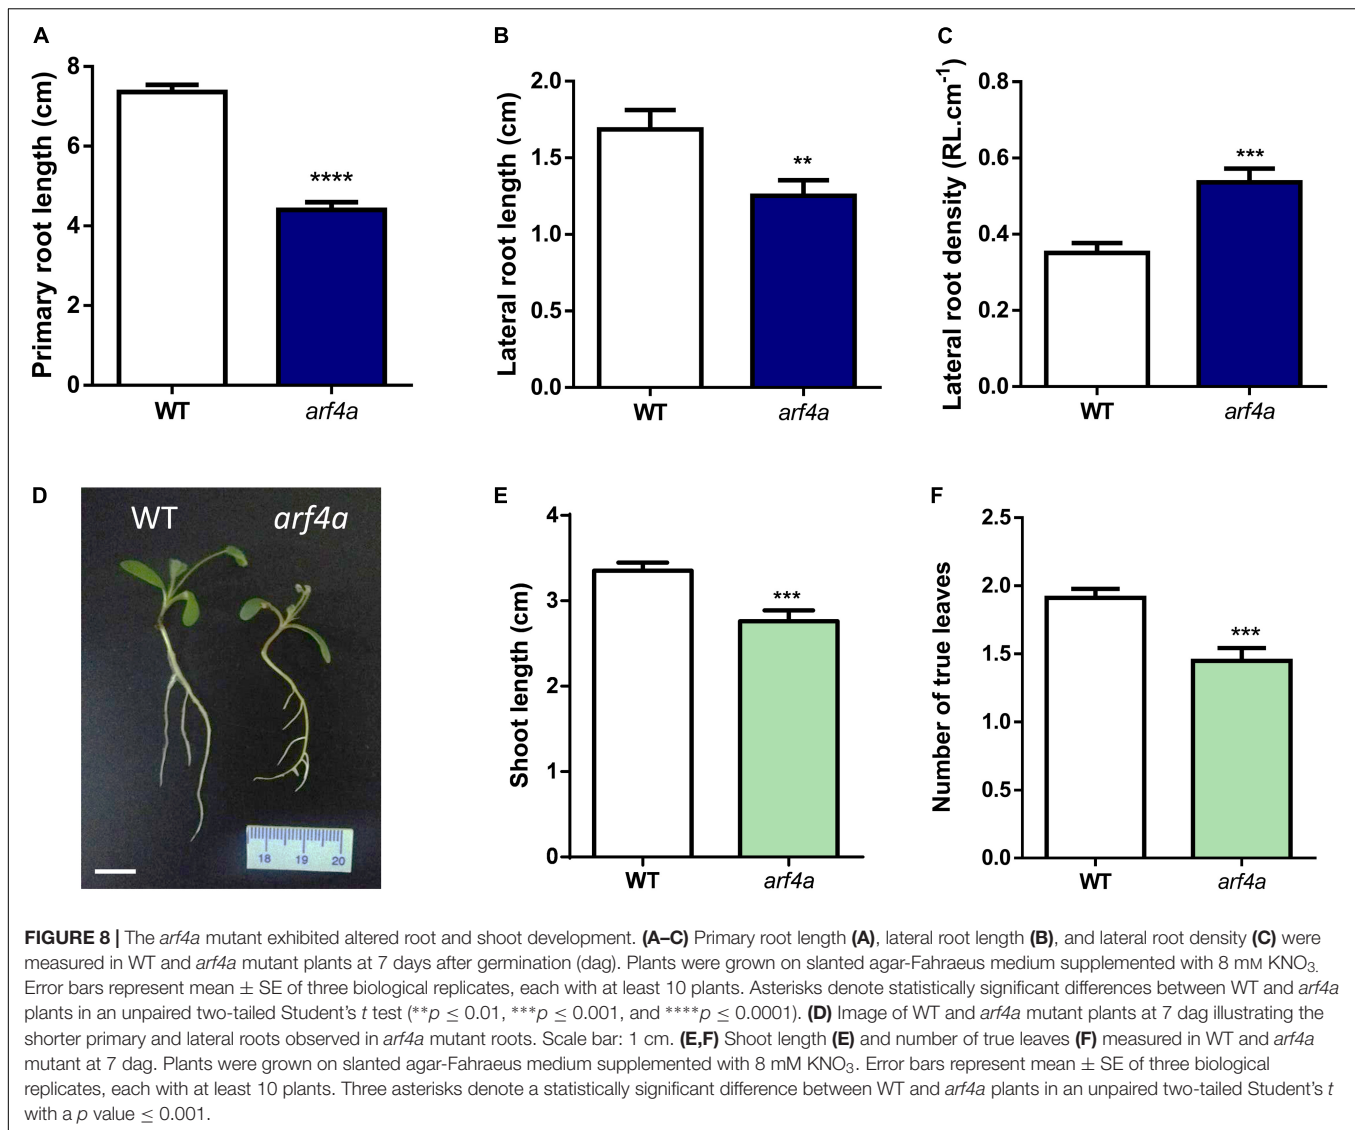 A
Primary root length (cm)
8
6
4
2
0
****
WT
arf4a
B
Lateral root length (cm)
2.0
1.5
1.0
0.5
0.0
**
WT
arf4a
C
Lateral root density (RL.cm⁻¹)
0.8
0.6
0.4
0.2
0.0
***
WT
arf4a
D
WT
arf4a
18 19 20
E
Shoot length (cm)
4
3
2
1
0
***
WT
arf4a
F
Number of true leaves
2.5
2.0
1.5
1.0
0.5
0.0
***
WT
arf4a
FIGURE 8 | The arf4a mutant exhibited altered root and shoot development. (A–C) Primary root length (A), lateral root length (B), and lateral root density (C) were
measured in WT and arf4a mutant plants at 7 days after germination (dag). Plants were grown on slanted agar-Fahraeus medium supplemented with 8 mM KNO₃.
Error bars represent mean ± SE of three biological replicates, each with at least 10 plants. Asterisks denote statistically significant differences between WT and arf4a
plants in an unpaired two-tailed Student's t test (**p ≤ 0.01, ***p ≤ 0.001, and ****p ≤ 0.0001). (D) Image of WT and arf4a mutant plants at 7 dag illustrating the
shorter primary and lateral roots observed in arf4a mutant roots. Scale bar: 1 cm. (E,F) Shoot length (E) and number of true leaves (F) measured in WT and arf4a
mutant at 7 dag. Plants were grown on slanted agar-Fahraeus medium supplemented with 8 mM KNO₃. Error bars represent mean ± SE of three biological
replicates, each with at least 10 plants. Three asterisks denote a statistically significant difference between WT and arf4a plants in an unpaired two-tailed Student's t
with a p value ≤ 0.001.